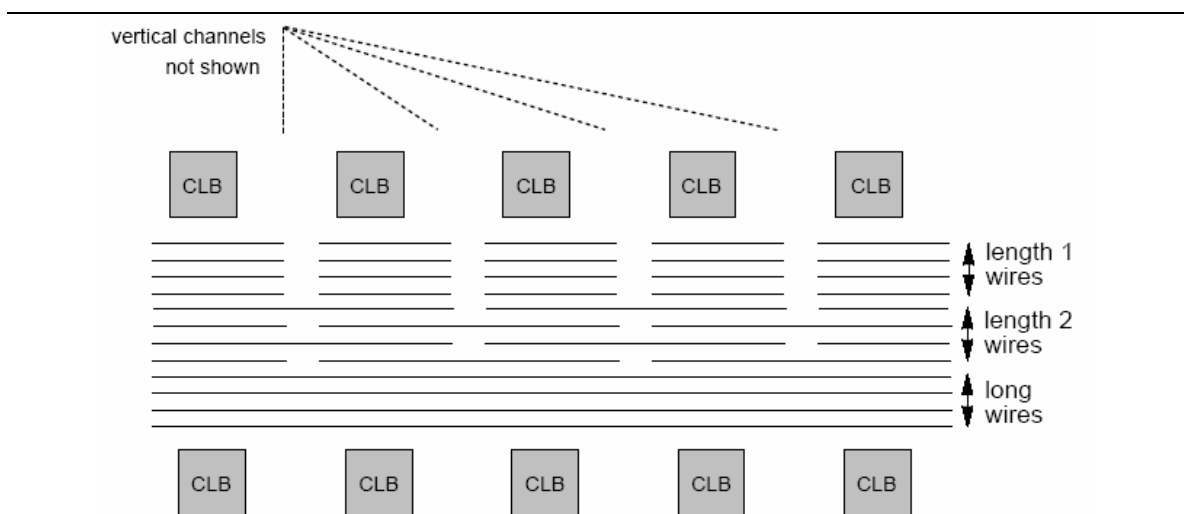 vertical channels
not shown
CLB CLB CLB CLB CLB
length 1
wires
length 2
wires
long
wires
CLB CLB CLB CLB CLB